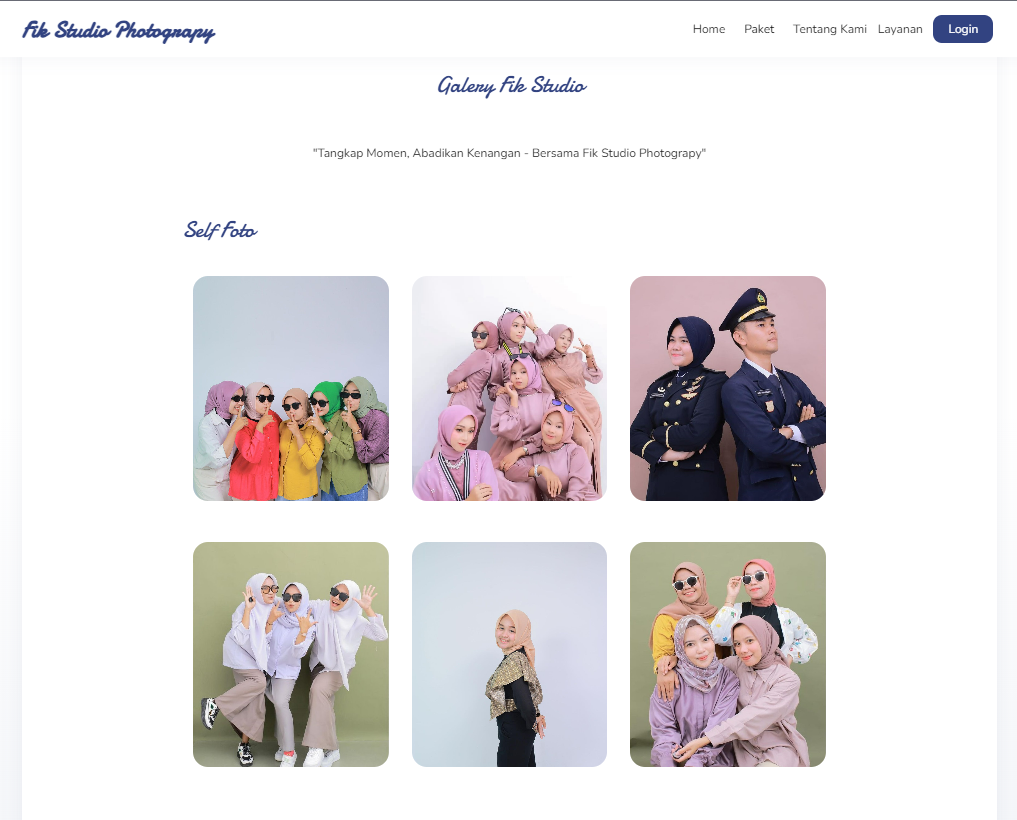 Fik Studio Photograpy
Home Paket Tentang Kami Layanan Login
Galery Fik Studio
"Tangkap Momen, Abadikan Kenangan - Bersama Fik Studio Photograpy"
Self Foto